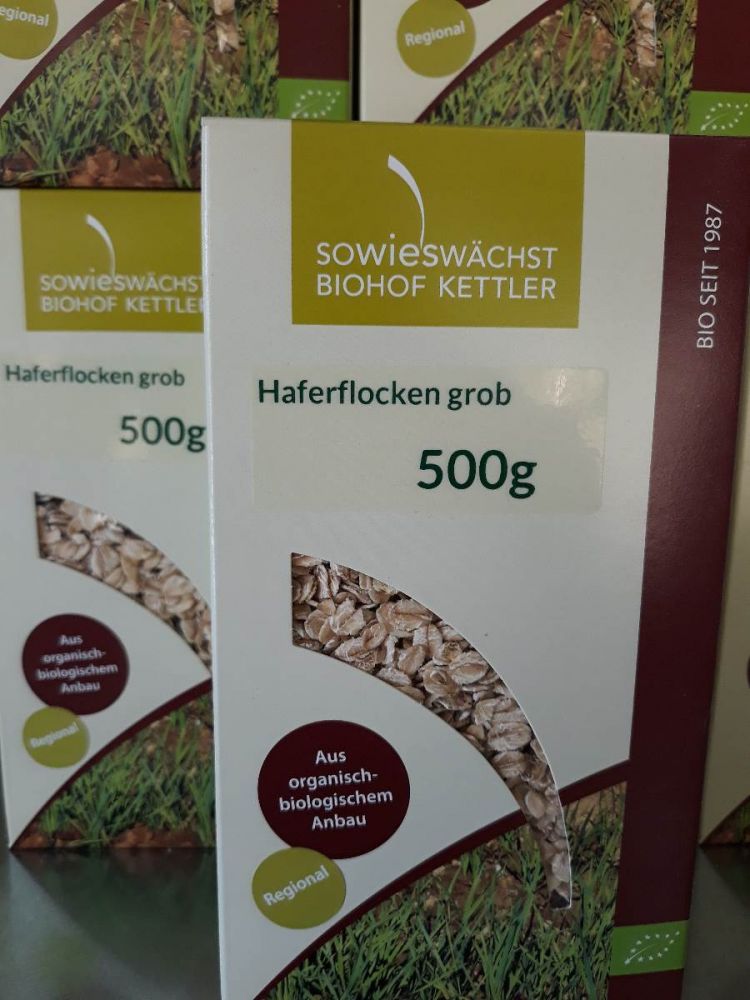 egional
Regional
SOWieSWÄCHST
BIOHOF KETTLER
BIO SEIT 1987
Haferflocken grob
500g
Aus
organisch-
biologischem
Anbau
Regional
SOWieSWÄCHST
BIOHOF KETTLER
Haferflocken grob
500g
Aus
organisch-
biologischem
Anbau
Regional